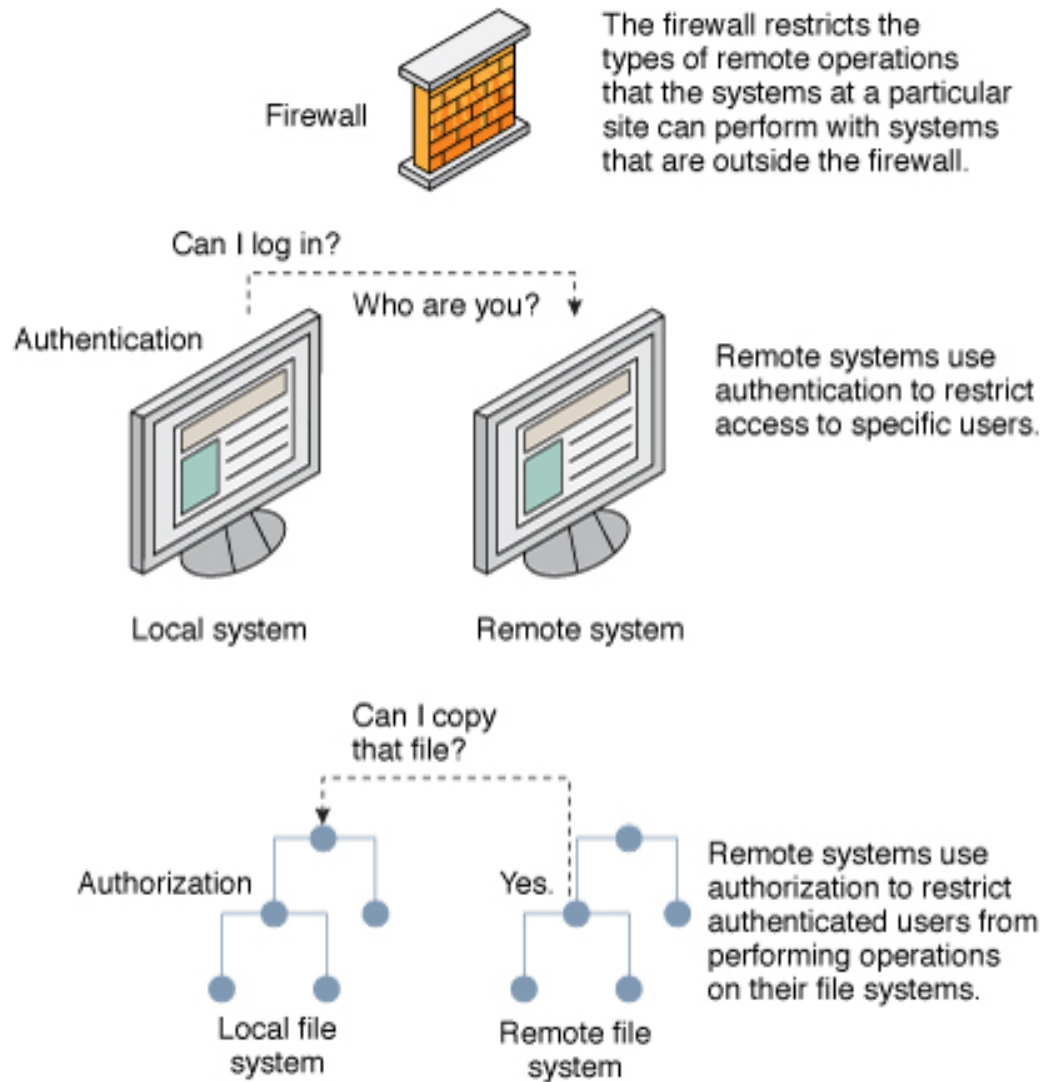 Firewall
The firewall restricts the
types of remote operations
that the systems at a particular
site can perform with systems
that are outside the firewall.
Can I log in?
Who are you?
Authentication
Remote systems use
authentication to restrict
access to specific users.
Local system
Remote system
Can I copy
that file?
Authorization
Yes.
Remote systems use
authorization to restrict
authenticated users from
performing operations
on their file systems.
Local file
system
Remote file
system